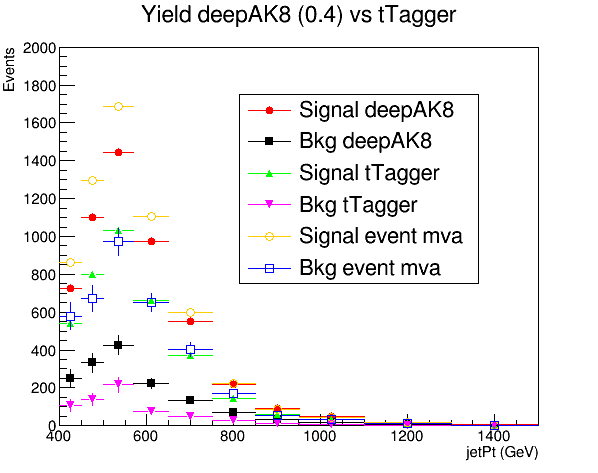 Yield deepAK8 (0.4) vs tTagger
Events
2000
1800
1600
1400
1200
1000
800
600
400
200
0
Signal deepAK8
Bkg deepAK8
Signal tTagger
Bkg tTagger
Signal event mva
Bkg event mva
400 600 800 1000 1200 1400
jetPt (GeV)